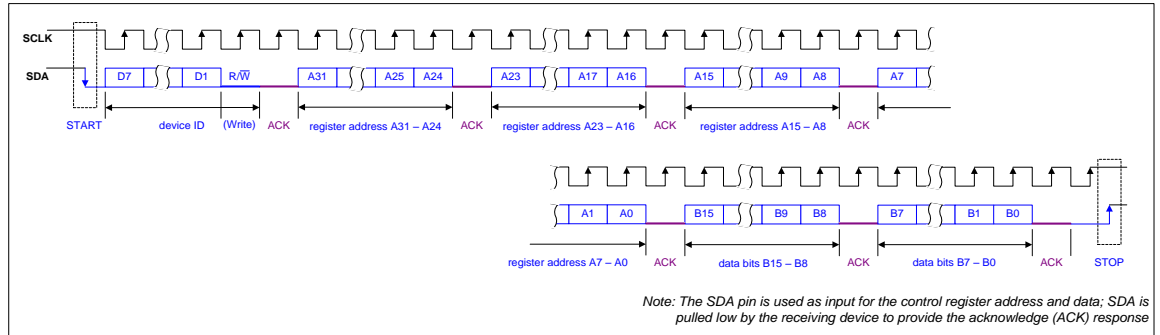 SCLK
SDA D7 D1 R/W̅ A31 A25 A24 A23 A17 A16 A15 A9 A8 A7
START device ID (Write) ACK register address A31 – A24 ACK register address A23 – A16 ACK register address A15 – A8 ACK
A1 A0 B15 B9 B8 B7 B1 B0
register address A7 – A0 ACK data bits B15 – B8 ACK data bits B7 – B0 ACK STOP
Note: The SDA pin is used as input for the control register address and data; SDA is
pulled low by the receiving device to provide the acknowledge (ACK) response